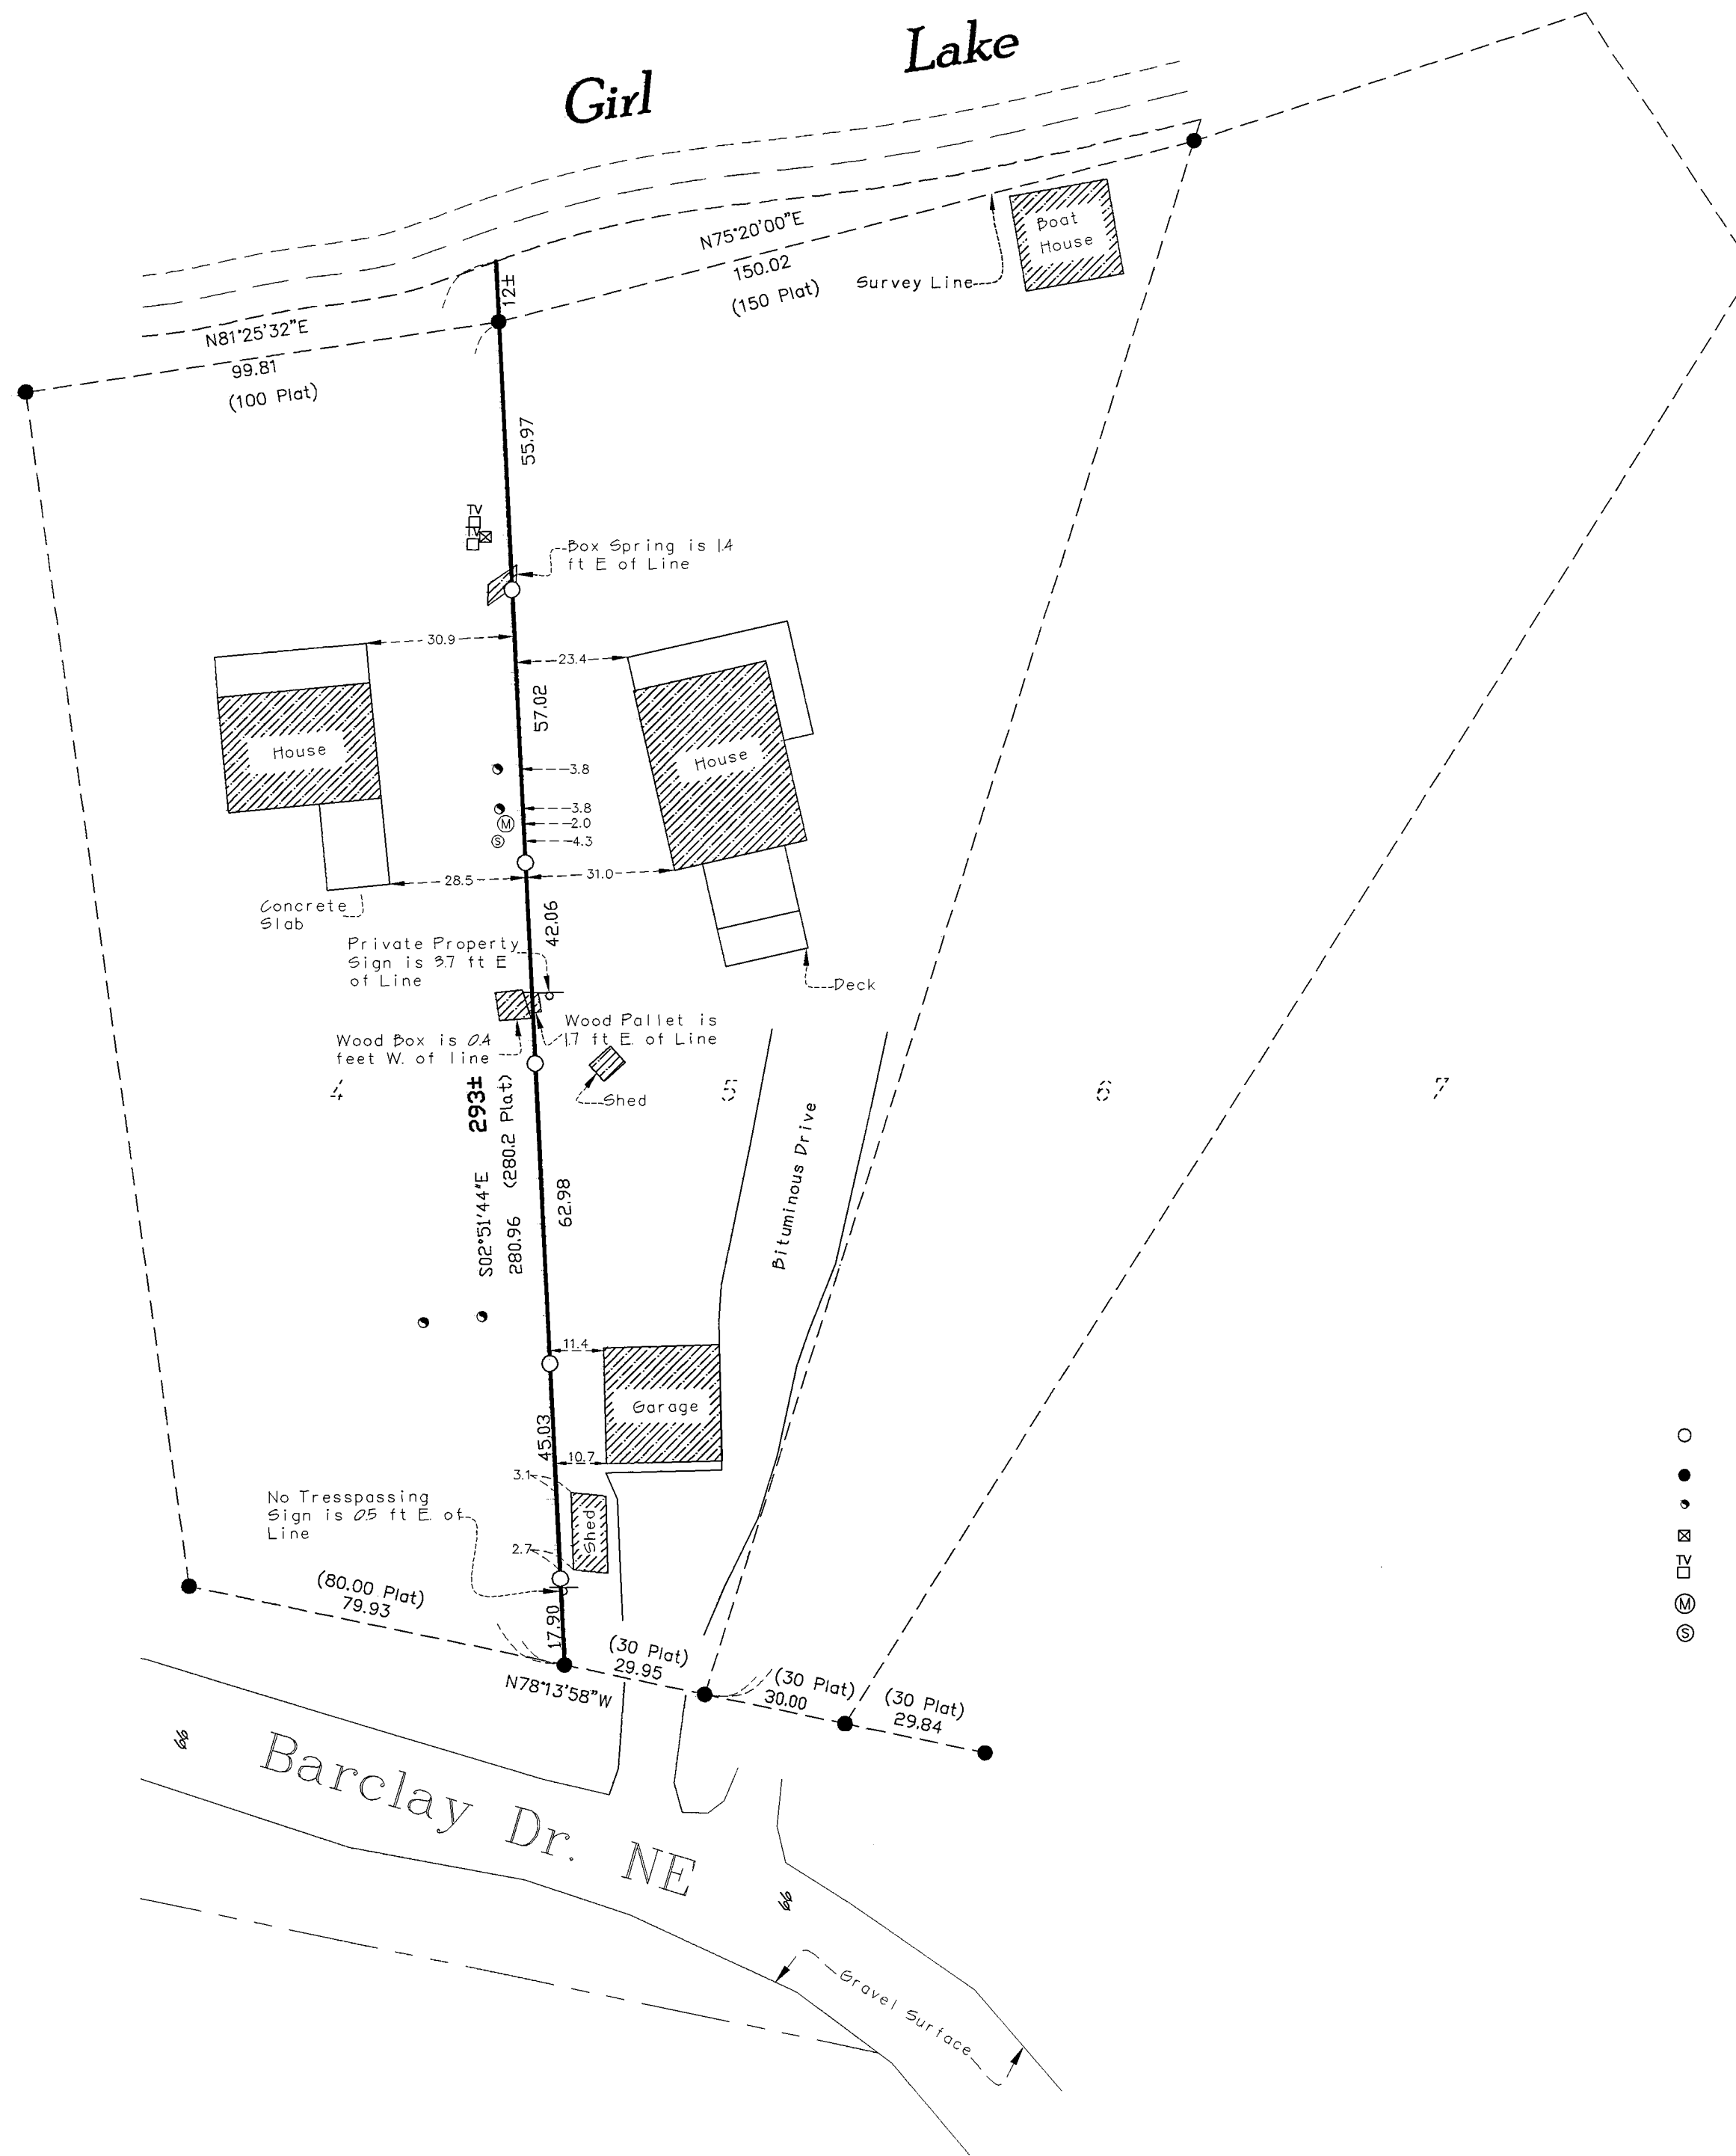 Girl Lake
N75°20'00"E
150.02
(150 Plat)
Survey Line
Boat
House
12±
N81°25'32"E
99.81
(100 Plat)
55.97
TV
TV
Box Spring is 1.4
ft E of Line
30.9
23.4
57.02
House
House
3.8
3.8
M
2.0
S
4.3
28.5
31.0
Concrete
Slab
42.06
Private Property
Sign is 3.7 ft E
of Line
Deck
Wood Pallet is
1.7 ft E. of Line
Wood Box is 0.4
feet W. of line
Shed
4
5
6
7
293±
(280.2 Plat)
S02°51'44"E
280.96
62.98
Bituminous Drive
11.4
Garage
45.03
10.7
3.1
No Tresspassing
Sign is 0.5 ft E. of
Line
Shed
2.7
(80.00 Plat)
79.93
17.90
N78°13'58"W
(30 Plat)
29.95
(30 Plat)
30.00
(30 Plat)
29.84
66
Barclay Dr. NE
66
Gravel Surface
TV
M
S